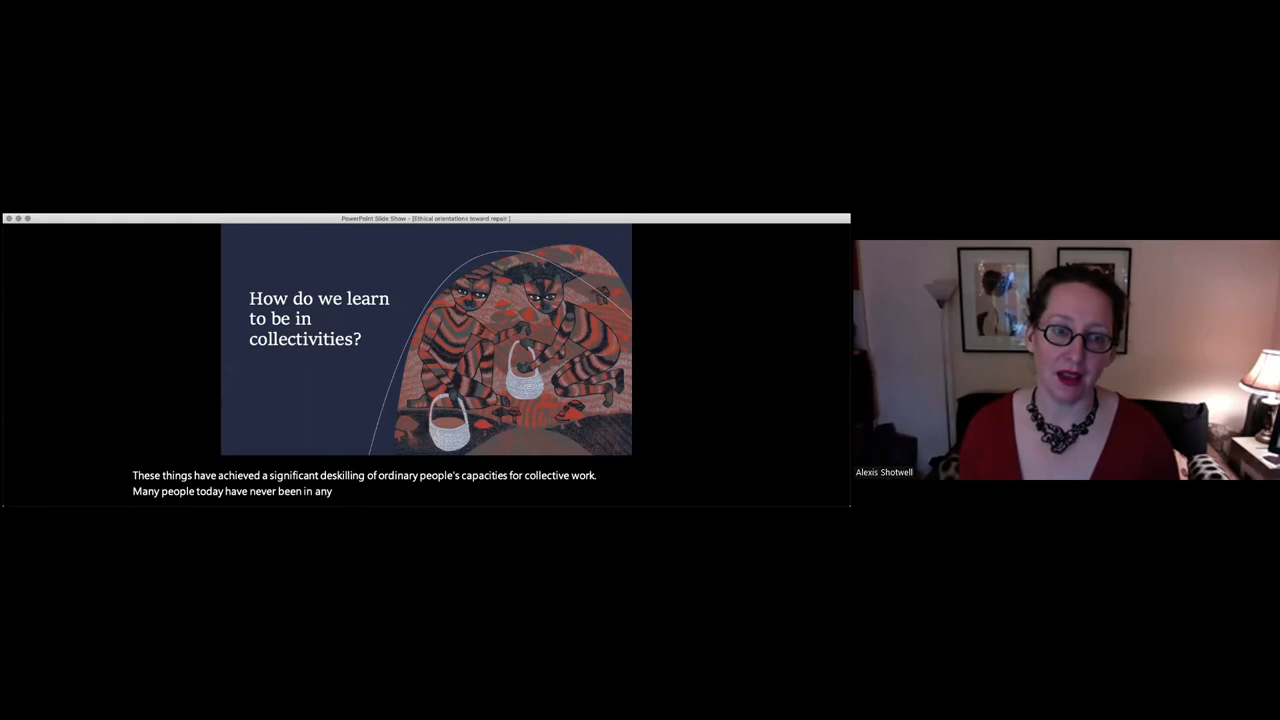 PowerPoint Slide Show - [Ethical orientations toward repair ]
How do we learn
to be in
collectivities?
These things have achieved a significant deskilling of ordinary people's capacities for collective work.
Many people today have never been in any
Alexis Shotwell